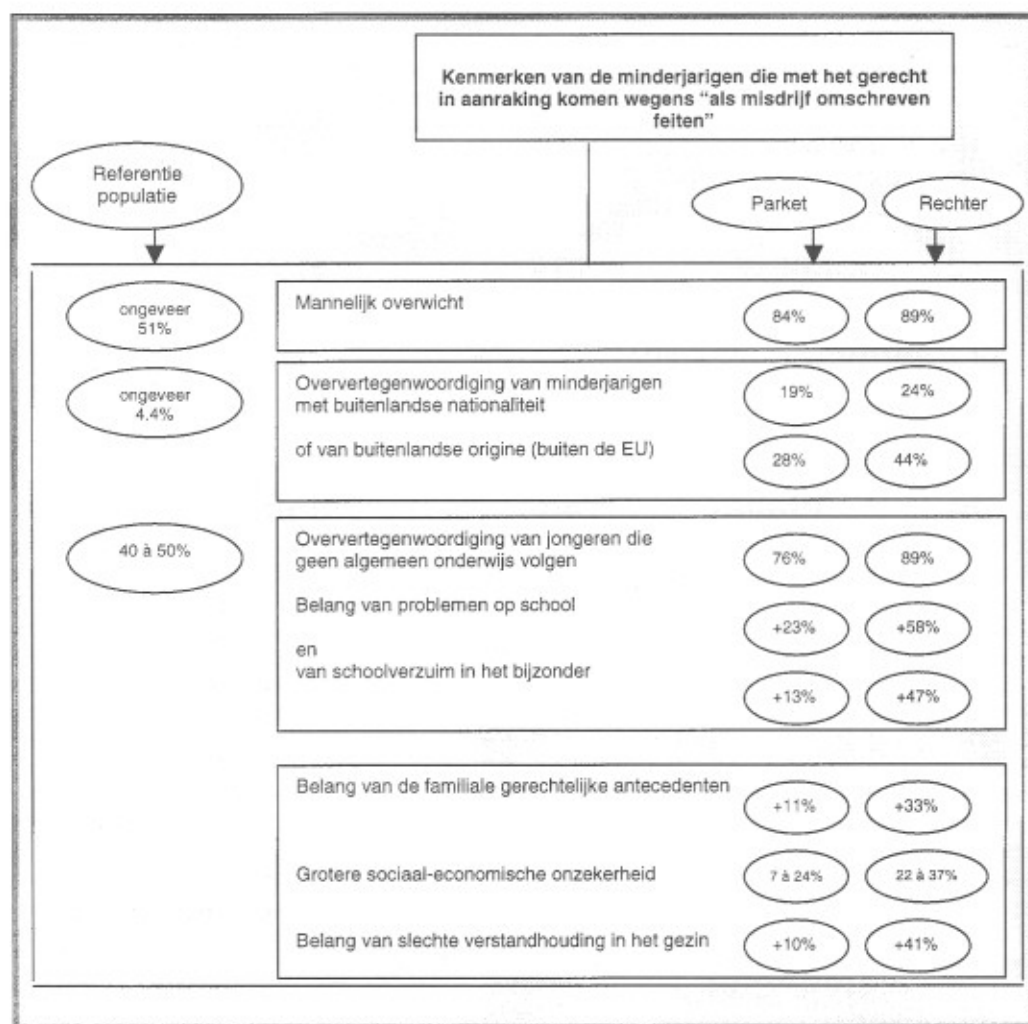 Kenmerken van de minderjarigen die met het gerecht
in aanraking komen wegens “als misdrijf omschreven
feiten”
Referentie
populatie
Parket
Rechter
ongeveer
51%
Mannelijk overwicht
84%
89%
ongeveer
4.4%
Oververtegenwoordiging van minderjarigen
met buitenlandse nationaliteit
19%
24%
of van buitenlandse origine (buiten de EU)
28%
44%
40 à 50%
Oververtegenwoordiging van jongeren die
geen algemeen onderwijs volgen
76%
89%
Belang van problemen op school
+23%
+58%
en
van schoolverzuim in het bijzonder
+13%
+47%
Belang van de familiale gerechtelijke antecedenten
+11%
+33%
Grotere sociaal-economische onzekerheid
7 à 24%
22 à 37%
Belang van slechte verstandhouding in het gezin
+10%
+41%